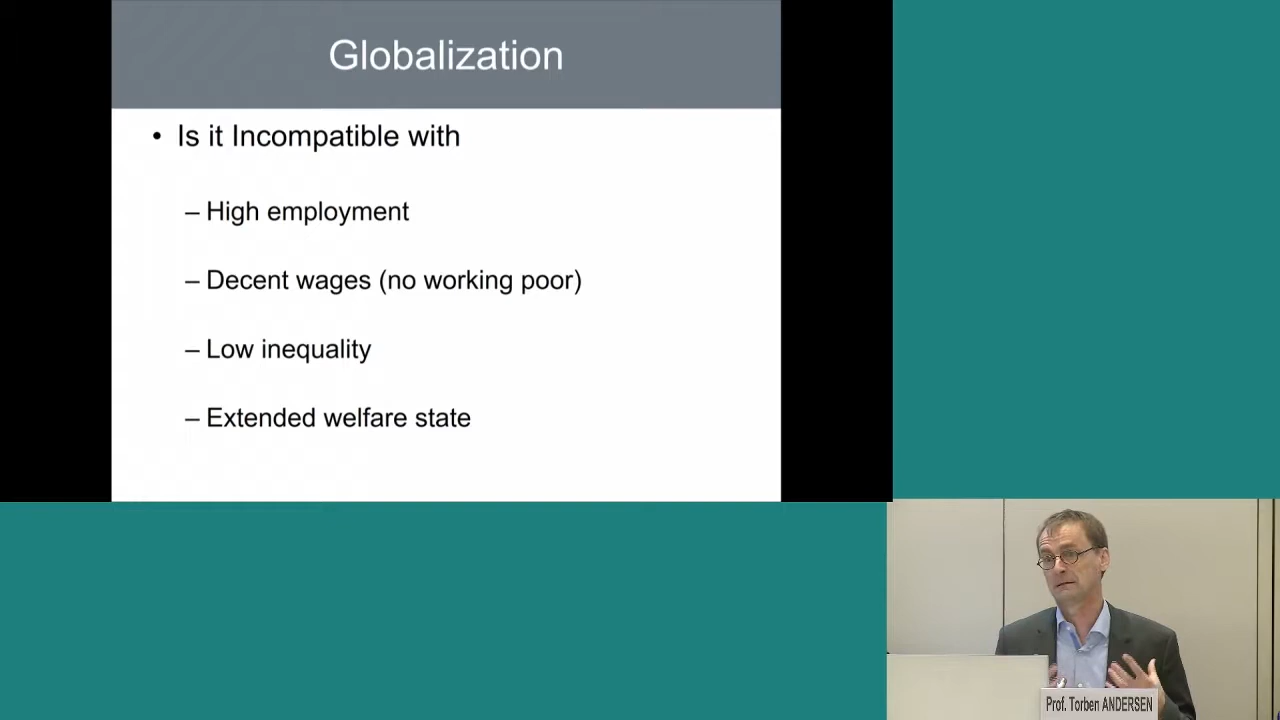 Globalization
• Is it Incompatible with
– High employment
– Decent wages (no working poor)
– Low inequality
– Extended welfare state
Prof. Torben ANDERSEN